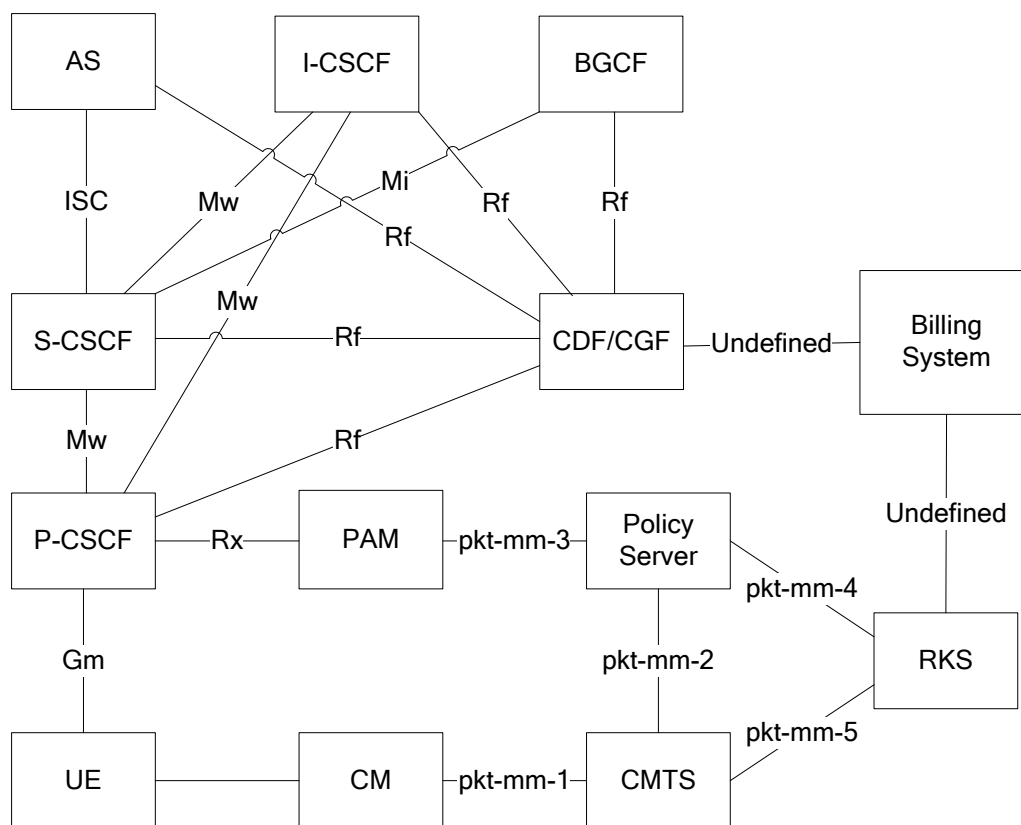 AS
I-CSCF
BGCF
ISC
Mw
Mi
Rf
Rf
Rf
Mw
S-CSCF
Rf
CDF/CGF
Undefined
Billing
System
Mw
Rf
P-CSCF
Rx
PAM
pkt-mm-3
Policy
Server
Undefined
pkt-mm-4
Gm
pkt-mm-2
RKS
pkt-mm-5
UE
CM
pkt-mm-1
CMTS